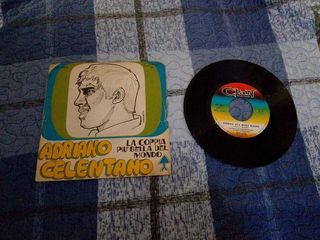 LA COPPIA
PIU' BELLA DEL
MONDO
ADRIANO
CELENTANO
Clan